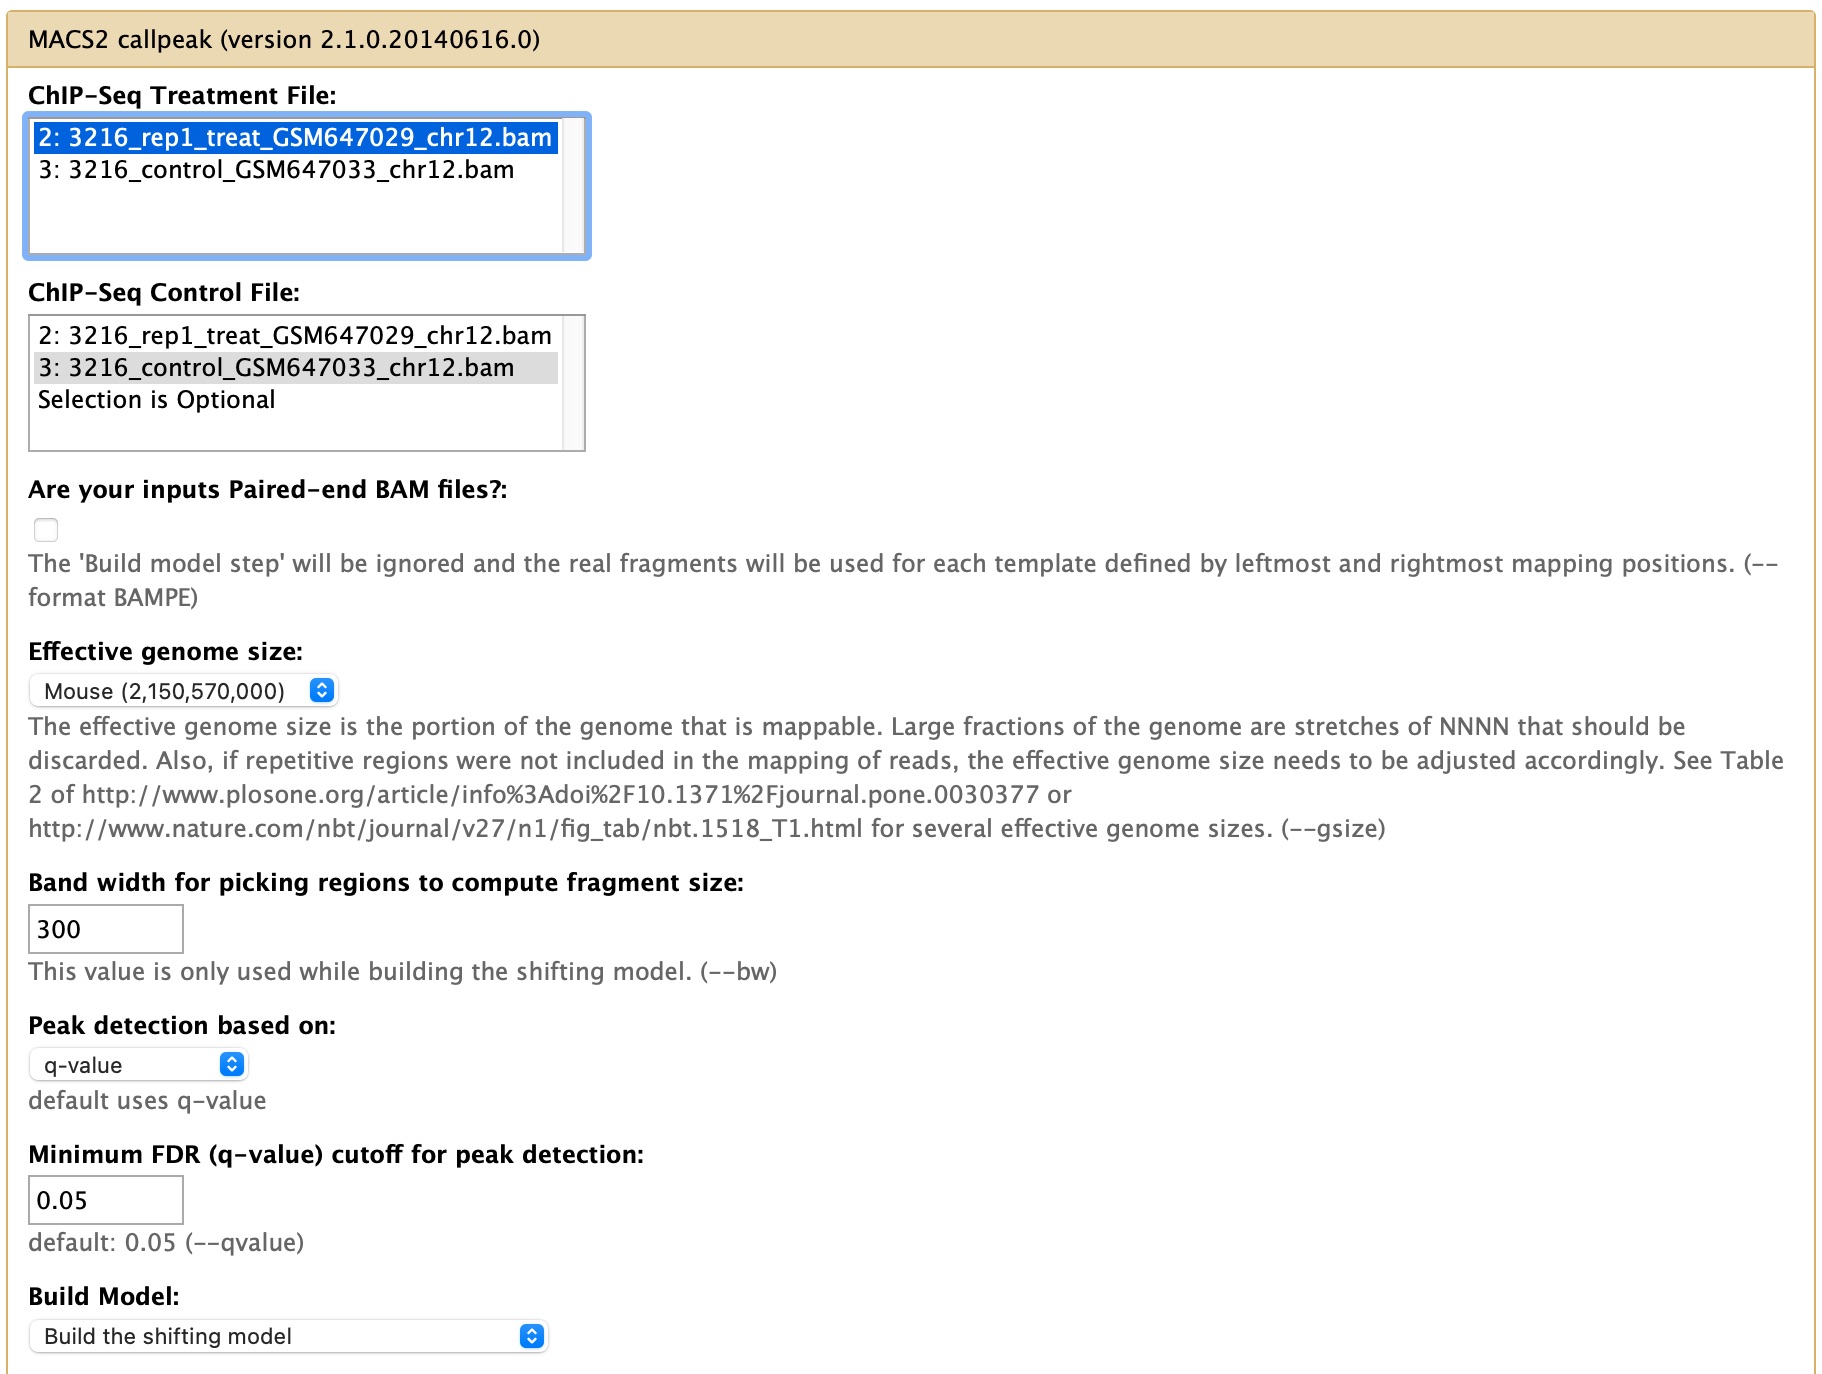 MACS2 callpeak (version 2.1.0.20140616.0)
ChIP-Seq Treatment File:
2: 3216_rep1_treat_GSM647029_chr12.bam
3: 3216_control_GSM647033_chr12.bam
ChIP-Seq Control File:
2: 3216_rep1_treat_GSM647029_chr12.bam
3: 3216_control_GSM647033_chr12.bam
Selection is Optional
Are your inputs Paired-end BAM files?:
The 'Build model step' will be ignored and the real fragments will be used for each template defined by leftmost and rightmost mapping positions. (--
format BAMPE)
Effective genome size:
Mouse (2,150,570,000)
The effective genome size is the portion of the genome that is mappable. Large fractions of the genome are stretches of NNNN that should be
discarded. Also, if repetitive regions were not included in the mapping of reads, the effective genome size needs to be adjusted accordingly. See Table
2 of http://www.plosone.org/article/info%3Adoi%2F10.1371%2Fjournal.pone.0030377 or
http://www.nature.com/nbt/journal/v27/n1/fig_tab/nbt.1518_T1.html for several effective genome sizes. (--gsize)
Band width for picking regions to compute fragment size:
300
This value is only used while building the shifting model. (--bw)
Peak detection based on:
q-value
default uses q-value
Minimum FDR (q-value) cutoff for peak detection:
0.05
default: 0.05 (--qvalue)
Build Model:
Build the shifting model